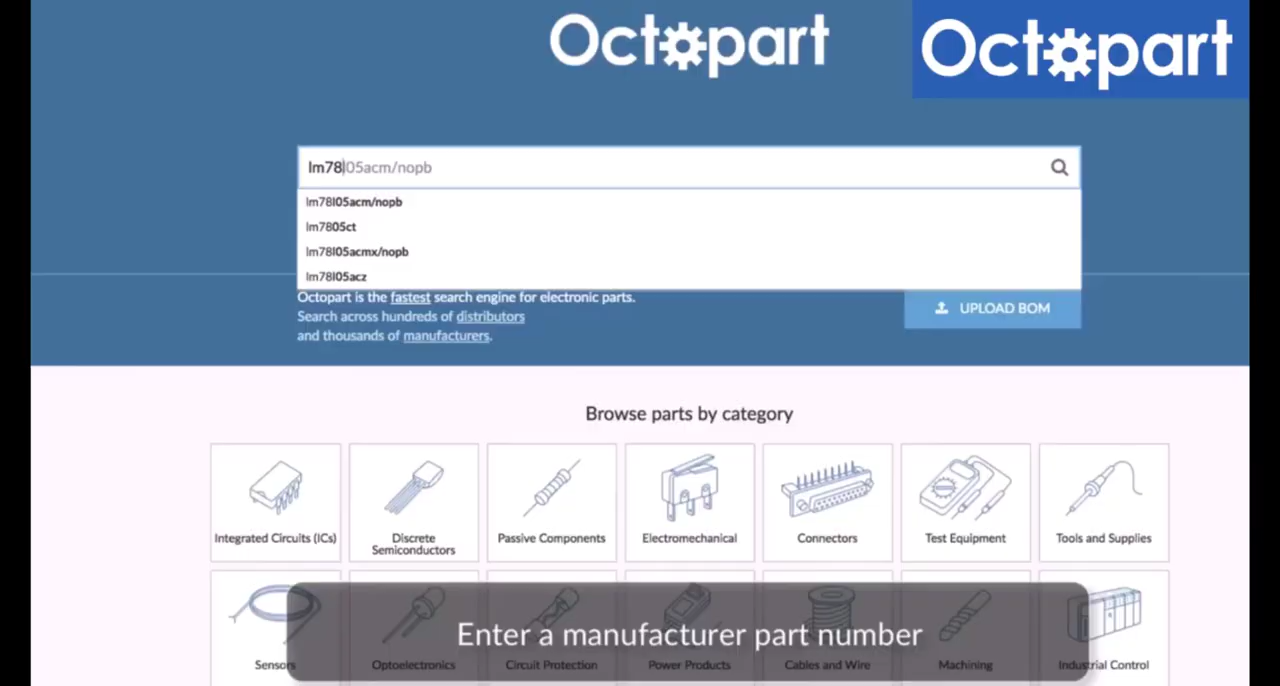 Octopart
Octopart
lm78l05acm/nopb
lm78l05acm/nopb
lm7805ct
lm78l05acmx/nopb
lm78l05acz
Octopart is the fastest search engine for electronic parts.
Search across hundreds of distributors
and thousands of manufacturers.
UPLOAD BOM
Browse parts by category
Integrated Circuits (ICs)
Discrete
Semiconductors
Passive Components
Electromechanical
Connectors
Test Equipment
Tools and Supplies
Enter a manufacturer part number
Sensors
Optoelectronics
Circuit Protection
Power Products
Cables and Wire
Machining
Industrial Control